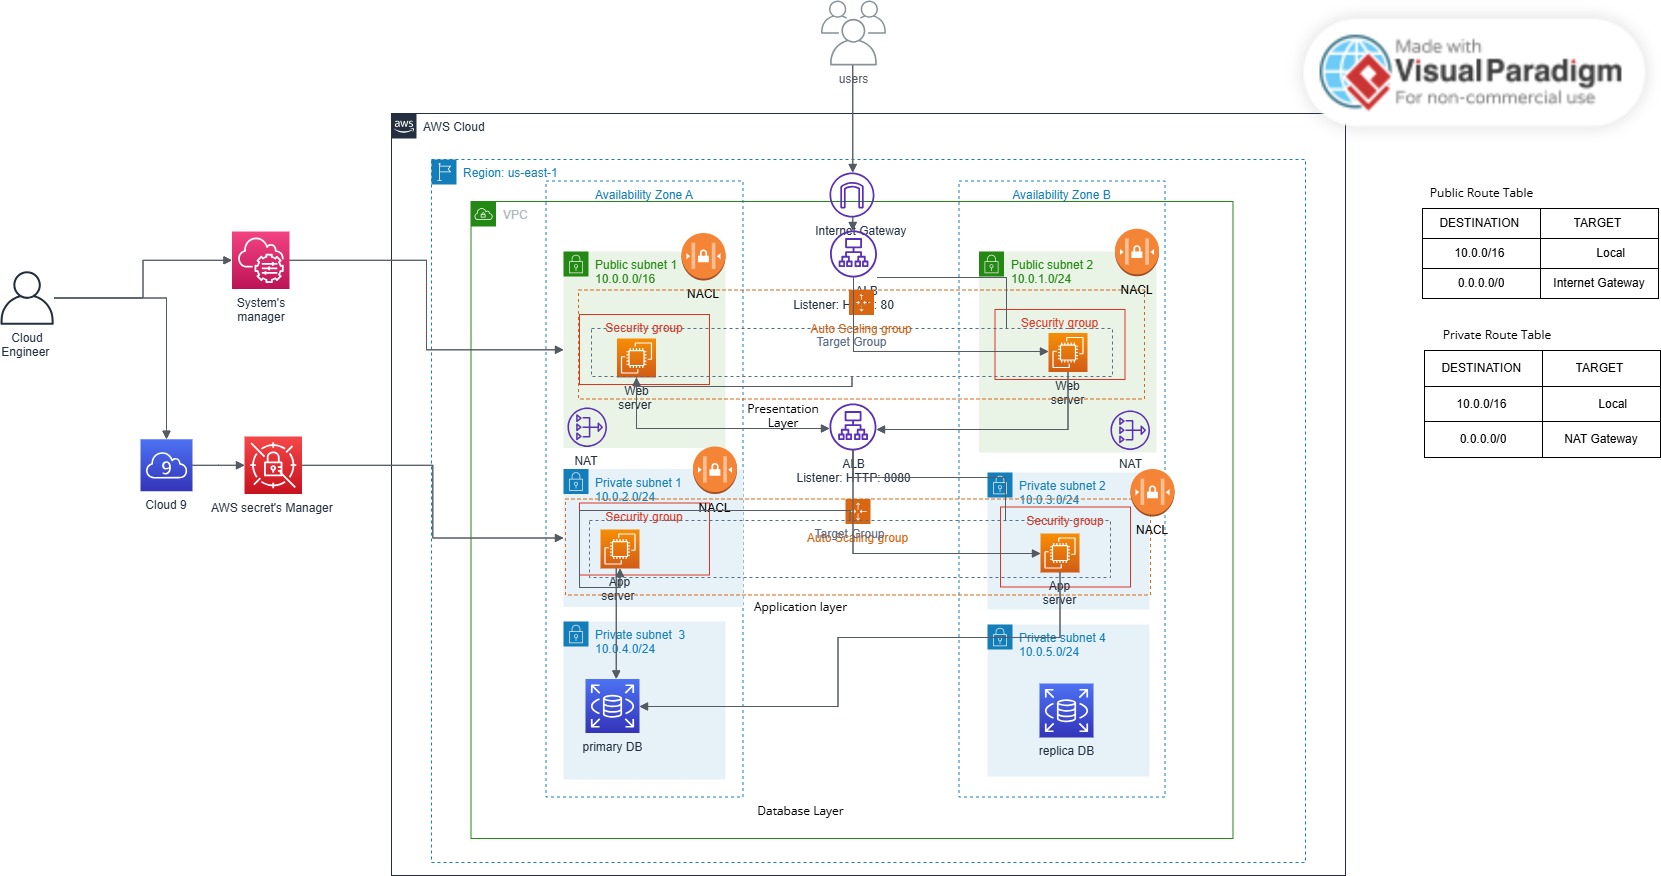 users
Made with
Visual Paradigm
For non-commercial use
aws
AWS Cloud
Region: us-east-1
Availability Zone A
Availability Zone B
VPC
Internet Gateway
Public subnet 1
10.0.0.0/16
NACL
Public subnet 2
10.0.1.0/24
NACL
ALB
Listener: HTTP: 80
Auto Scaling group
Target Group
Security group
Security group
Web
server
Web
server
Presentation
Layer
NAT
NAT
ALB
Listener: HTTP: 8080
Private subnet 1
10.0.2.0/24
NACL
Private subnet 2
10.0.3.0/24
NACL
Security group
Security group
Target Group
Auto Scaling group
App
server
App
server
Application layer
Private subnet 3
10.0.4.0/24
Private subnet 4
10.0.5.0/24
primary DB
replica DB
Database Layer
Cloud
Engineer
System's
manager
9
Cloud 9
AWS secret's Manager
Public Route Table
DESTINATION TARGET
10.0.0/16 Local
0.0.0.0/0 Internet Gateway
Private Route Table
DESTINATION TARGET
10.0.0/16 Local
0.0.0.0/0 NAT Gateway